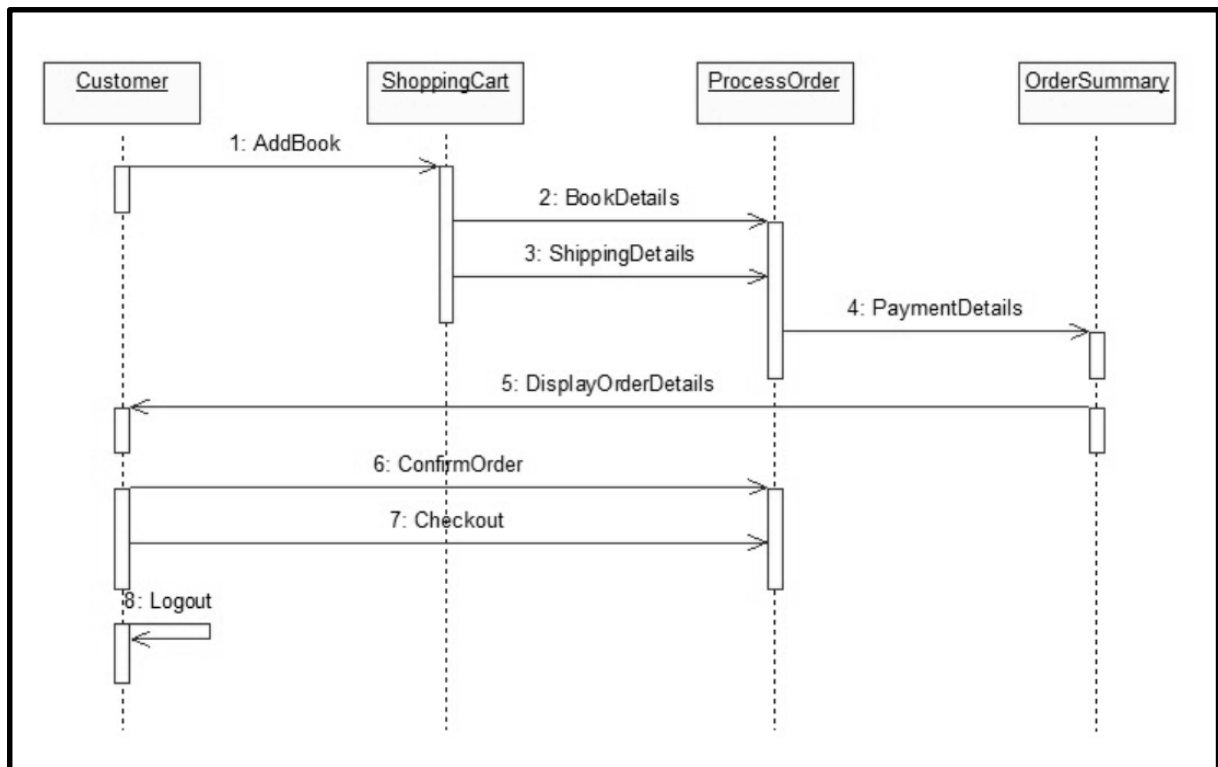 Customer
ShoppingCart
ProcessOrder
OrderSummary
1: AddBook
2: BookDetails
3: ShippingDetails
4: PaymentDetails
5: DisplayOrderDetails
6: ConfirmOrder
7: Checkout
8: Logout